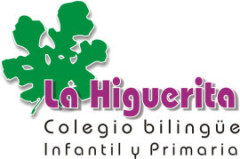 La Higuerita
Colegio bilingüe
Infantil y Primaria